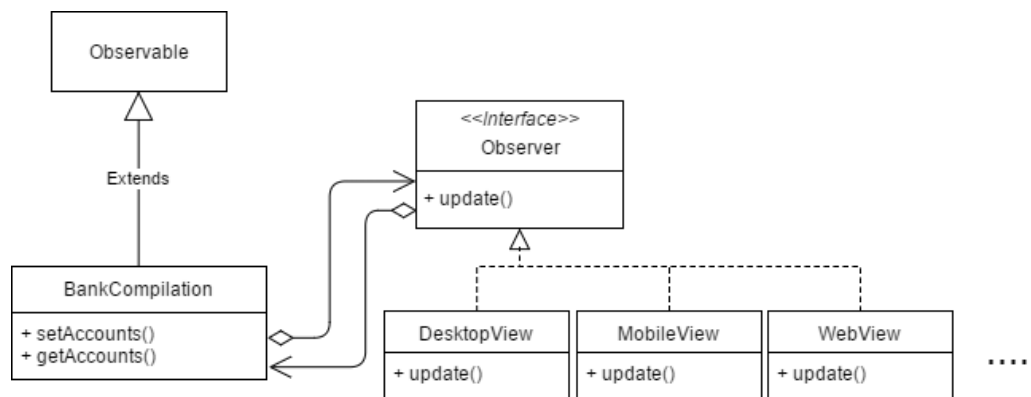 Observable
<<Interface>>
Observer
Extends
+ update()
BankCompilation
+ setAccounts()
+ getAccounts()
DesktopView
+ update()
MobileView
+ update()
WebView
+ update()
....